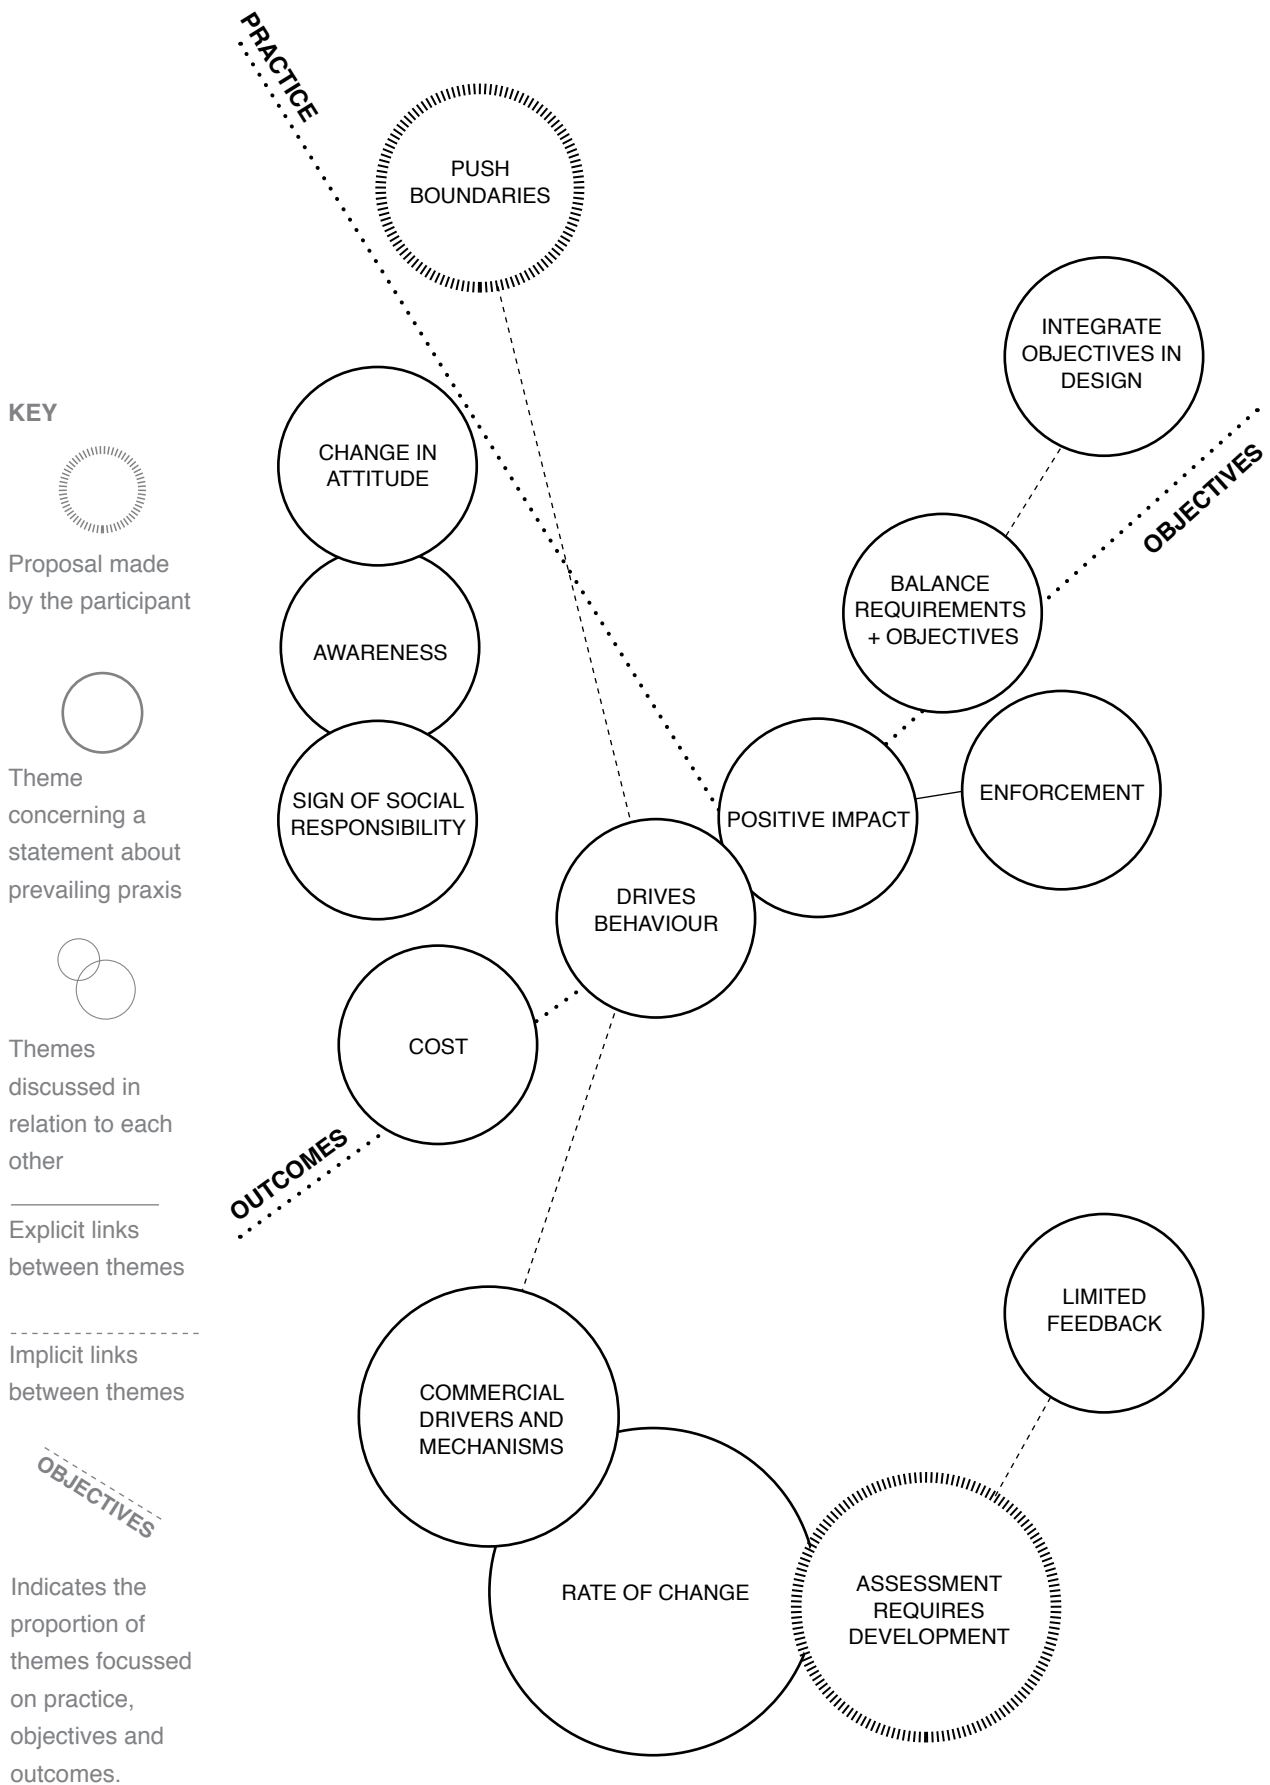 PRACTICE
PUSH
BOUNDARIES
INTEGRATE
OBJECTIVES IN
DESIGN
OBJECTIVES
CHANGE IN
ATTITUDE
AWARENESS
SIGN OF SOCIAL
RESPONSIBILITY
BALANCE
REQUIREMENTS
+ OBJECTIVES
ENFORCEMENT
POSITIVE IMPACT
DRIVES
BEHAVIOUR
COST
OUTCOMES
COMMERCIAL
DRIVERS AND
MECHANISMS
RATE OF CHANGE
ASSESSMENT
REQUIRES
DEVELOPMENT
LIMITED
FEEDBACK
KEY
Proposal made
by the participant
Theme
concerning a
statement about
prevailing praxis
Themes
discussed in
relation to each
other
Explicit links
between themes
Implicit links
between themes
OBJECTIVES
Indicates the
proportion of
themes focussed
on practice,
objectives and
outcomes.